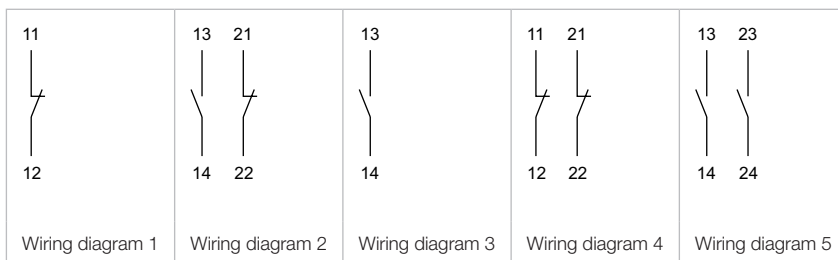 11
13 21
13
11 21
13 23
12
14 22
14
12 22
14 24
Wiring diagram 1
Wiring diagram 2
Wiring diagram 3
Wiring diagram 4
Wiring diagram 5